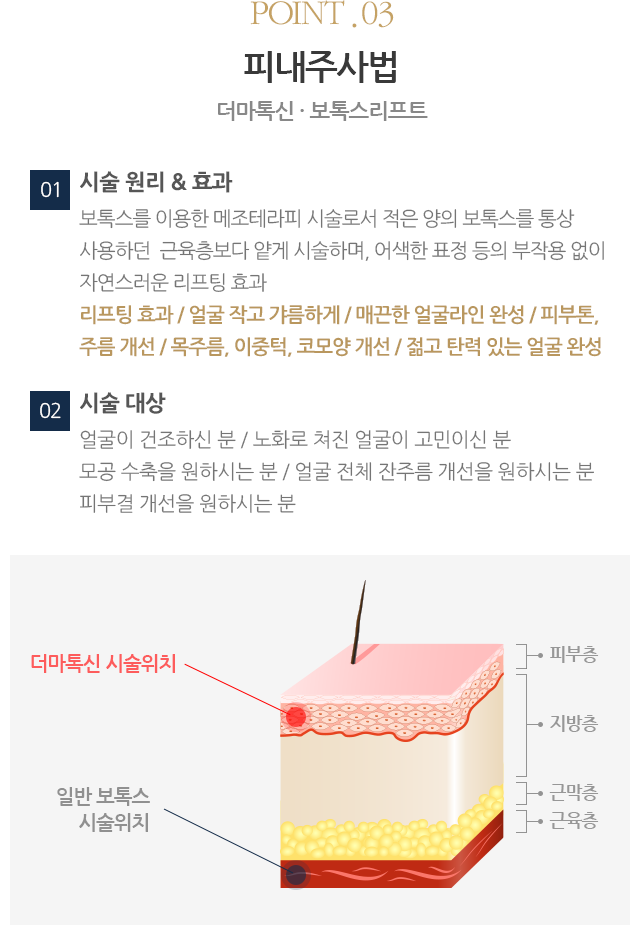 POINT .03
피내주사법
더마톡신 · 보톡스리프트
01 시술 원리 & 효과
보톡스를 이용한 메조테라피 시술로서 적은 양의 보톡스를 통상
사용하던 근육층보다 얕게 시술하며, 어색한 표정 등의 부작용 없이
자연스러운 리프팅 효과
리프팅 효과 / 얼굴 작고 갸름하게 / 매끈한 얼굴라인 완성 / 피부톤,
주름 개선 / 목주름, 이중턱, 코모양 개선 / 젊고 탄력 있는 얼굴 완성
02 시술 대상
얼굴이 건조하신 분 / 노화로 쳐진 얼굴이 고민이신 분
모공 수축을 원하시는 분 / 얼굴 전체 잔주름 개선을 원하시는 분
피부결 개선을 원하시는 분
더마톡신 시술위치
피부층
지방층
일반 보톡스
시술위치
근막층
근육층